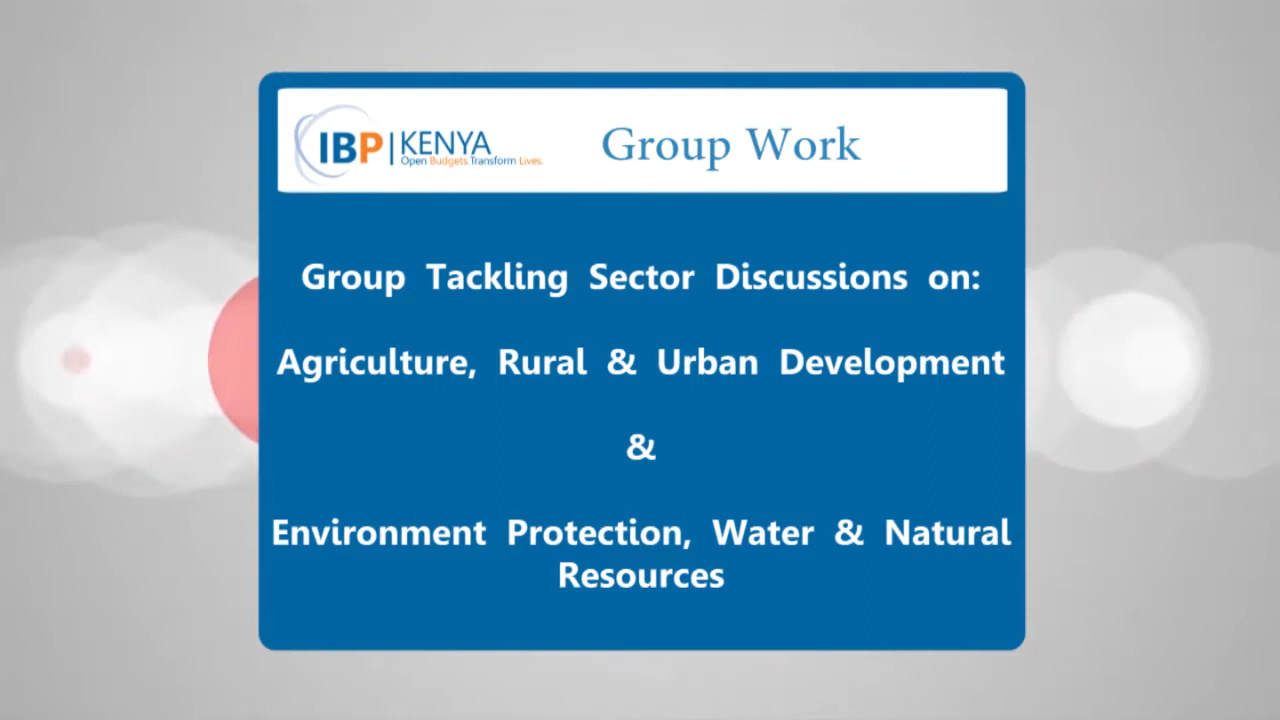 IBP | KENYA
Open Budgets. Transform Lives.
Group Work
Group Tackling Sector Discussions on:
Agriculture, Rural & Urban Development
&
Environment Protection, Water & Natural
Resources